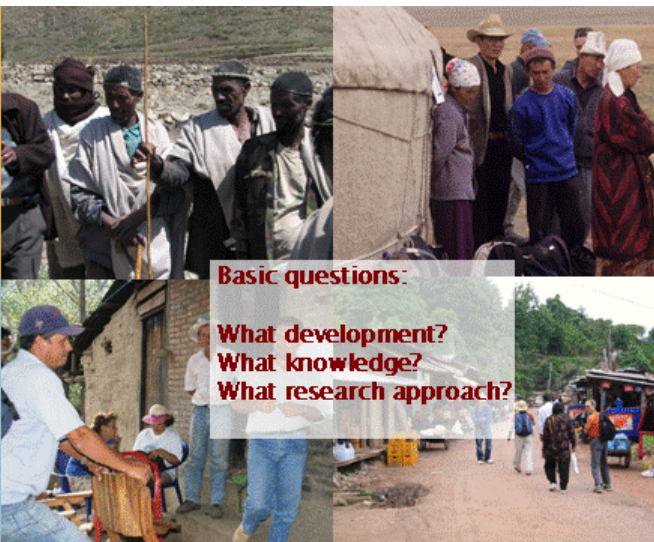 Basic questions:
What development?
What knowledge?
What research approach?